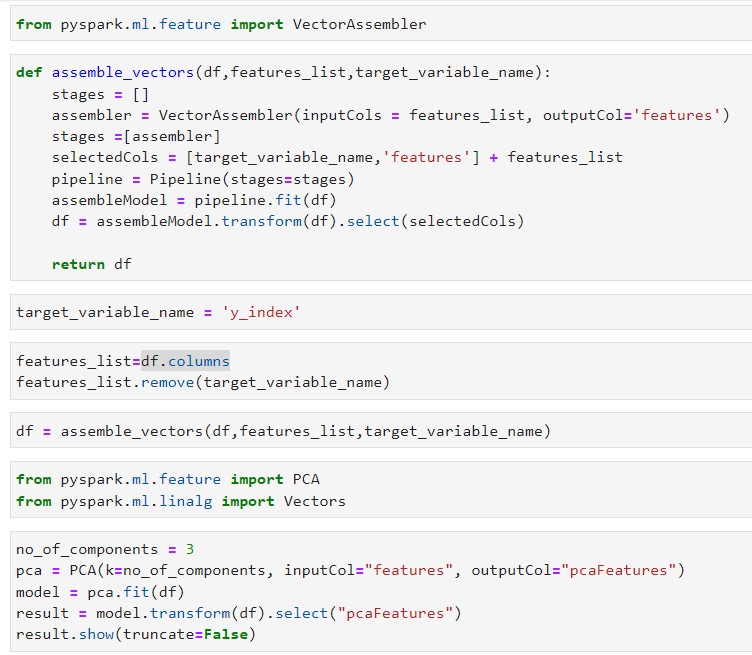 from pyspark.ml.feature import VectorAssembler
def assemble_vectors(df,features_list,target_variable_name):
    stages = []
    assembler = VectorAssembler(inputCols = features_list, outputCol='features')
    stages =[assembler]
    selectedCols = [target_variable_name,'features'] + features_list
    pipeline = Pipeline(stages=stages)
    assembleModel = pipeline.fit(df)
    df = assembleModel.transform(df).select(selectedCols)
    return df
target_variable_name = 'y_index'
features_list=df.columns
features_list.remove(target_variable_name)
df = assemble_vectors(df,features_list,target_variable_name)
from pyspark.ml.feature import PCA
from pyspark.ml.linalg import Vectors
no_of_components = 3
pca = PCA(k=no_of_components, inputCol="features", outputCol="pcaFeatures")
model = pca.fit(df)
result = model.transform(df).select("pcaFeatures")
result.show(truncate=False)